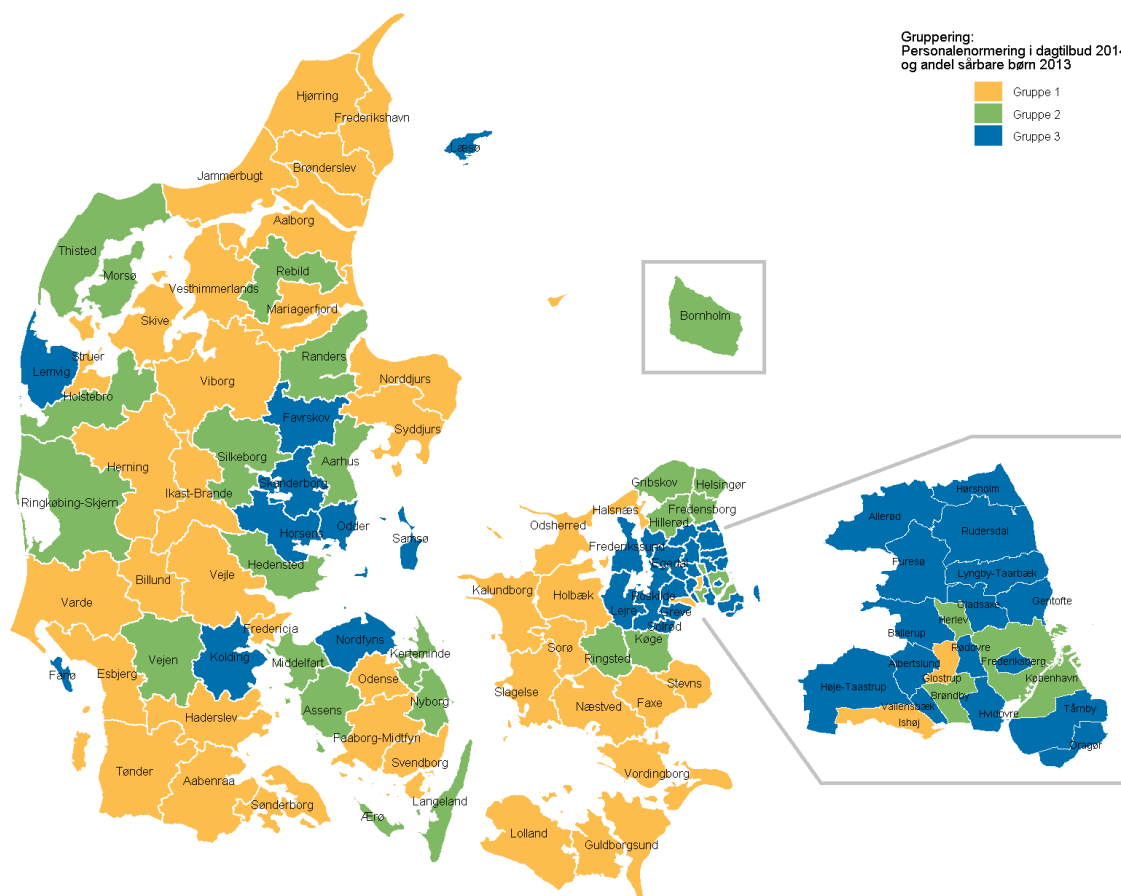 Gruppering:
Personalenormering i dagtilbud 2014
og andel sårbare børn 2013
Gruppe 1
Gruppe 2
Gruppe 3
Hjørring
Frederikshavn
Læsø
Brønderslev
Jammerbugt
Aalborg
Thisted
Rebild
Morsø
Vesthimmerlands
Mariagerfjord
Skive
Bornholm
Struer
Randers
Lemvig
Viborg
Norddjurs
Holstebro
Favrskov
Syddjurs
Silkeborg
Aarhus
Herning
Skanderborg
Ikast-Brande
Ringkøbing-Skjern
Horsens
Odder
Samsø
Hedensted
Billund
Vejle
Varde
Fredericia
Vejen
Kolding
Nordfyns
Middelfart
Kerteminde
Fanø
Esbjerg
Odense
Assens
Nyborg
Haderslev
Faaborg-Midtfyn
Svendborg
Tønder
Aabenraa
Sønderborg
Langeland
Ærø
Gribskov
Helsingør
Halsnæs
Fredensborg
Hillerød
Odsherred
Frederikssund
Egedal
Kalundborg
Holbæk
Roskilde
Lejre
Greve
Solrød
Køge
Sorø
Ringsted
Stevns
Slagelse
Næstved
Faxe
Vordingborg
Lolland
Guldborgsund
Hørsholm
Allerød
Rudersdal
Furesø
Lyngby-Taarbæk
Gladsaxe
Gentofte
Herlev
Ballerup
Rødovre
Albertslund
Frederiksberg
Glostrup
København
Høje-Taastrup
Brøndby
Vallensbæk
Hvidovre
Tårnby
Ishøj
Dragør